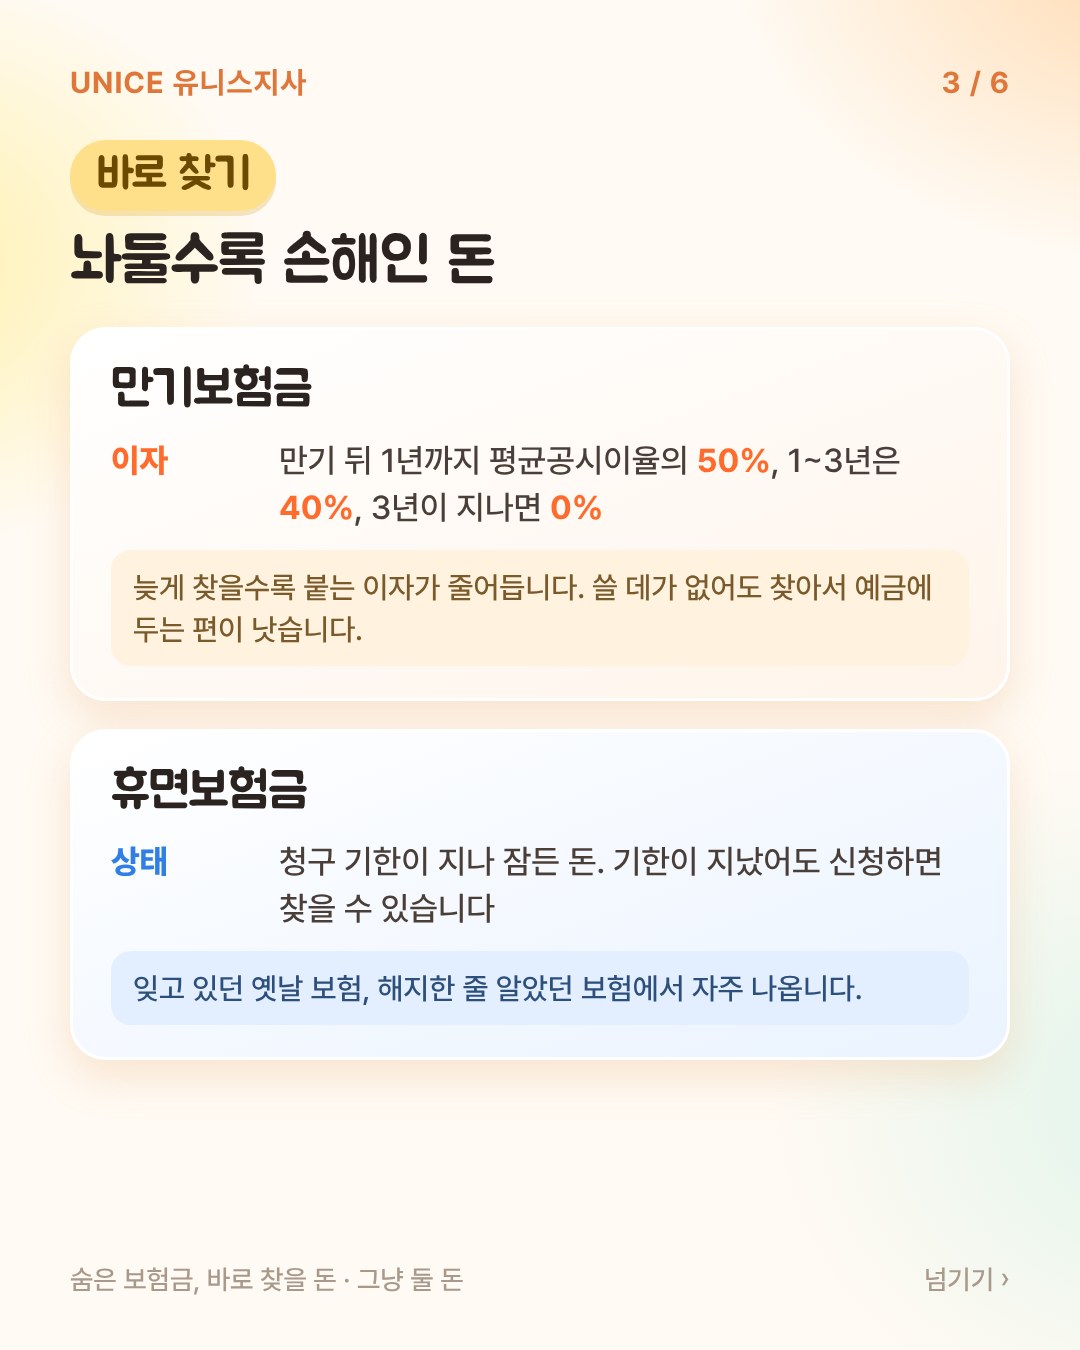 UNICE 유니스지사
3 / 6
바로 찾기
놔둘수록 손해인 돈
만기보험금
이자
만기 뒤 1년까지 평균공시이율의 50%, 1~3년은
40%, 3년이 지나면 0%
늦게 찾을수록 붙는 이자가 줄어듭니다. 쓸 데가 없어도 찾아서 예금에
두는 편이 낫습니다.
휴면보험금
상태
청구 기한이 지나 잠든 돈. 기한이 지났어도 신청하면
찾을 수 있습니다
잊고 있던 옛날 보험, 해지한 줄 알았던 보험에서 자주 나옵니다.
숨은 보험금, 바로 찾을 돈 · 그냥 둘 돈
넘기기 ›